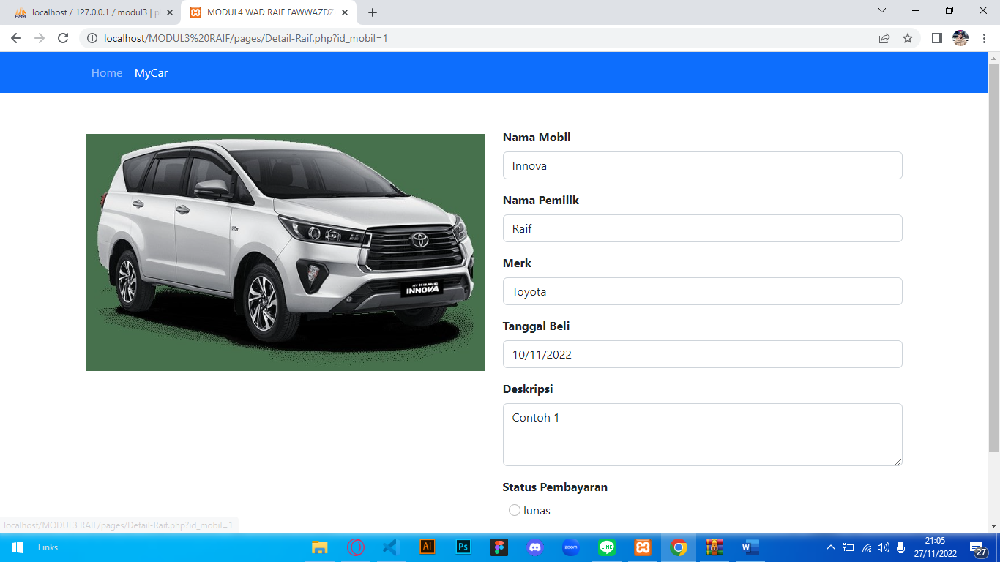 localhost / 127.0.0.1 / modul3 | p
MODUL4 WAD RAIF FAWWAZDZ
localhost/MODUL3%20RAIF/pages/Detail-Raif.php?id_mobil=1
Home MyCar
Nama Mobil
Innova
Nama Pemilik
Raif
Merk
Toyota
Tanggal Beli
10/11/2022
Deskripsi
Contoh 1
Status Pembayaran
lunas
INNOVA
localhost/MODUL3 RAIF/pages/Detail-Raif.php?id_mobil=1
Links
Ai
Ps
zoom
LINE
W
21:05
27/11/2022
27